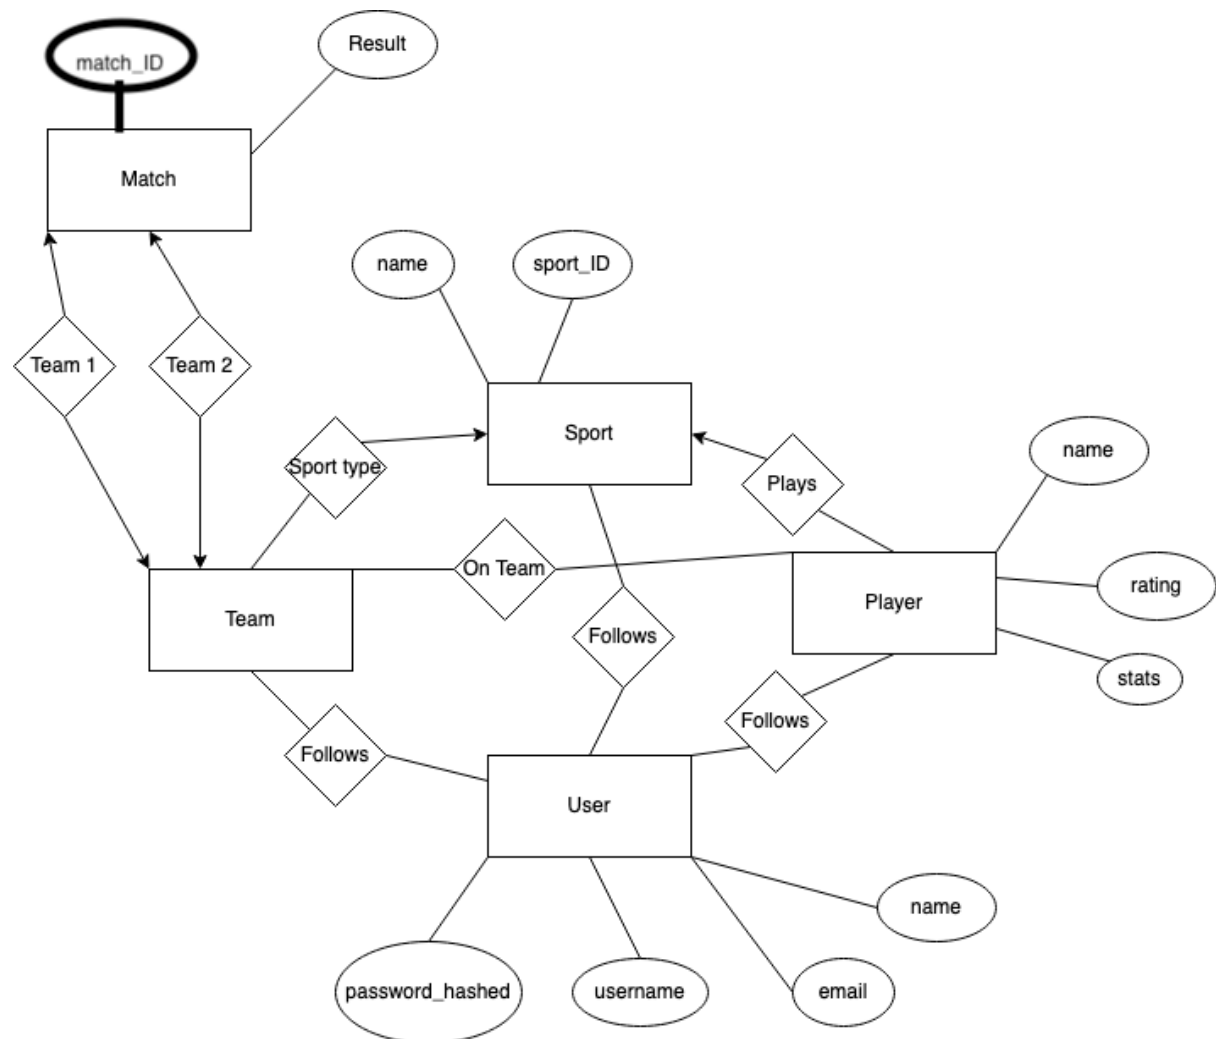 Result
match_ID
Match
name
sport_ID
Team 1
Team 2
Sport
name
Sport type
Plays
On Team
rating
Player
Team
Follows
stats
Follows
Follows
User
name
password_hashed
username
email